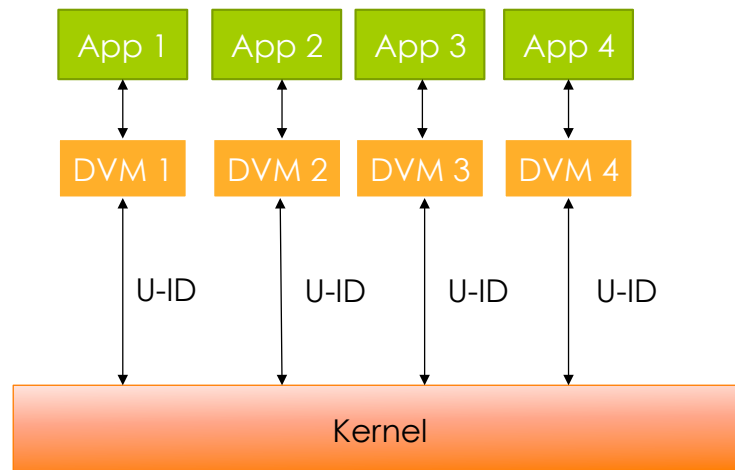 App 1
App 2
App 3
App 4
DVM 1
DVM 2
DVM 3
DVM 4
U-ID
U-ID
U-ID
U-ID
Kernel